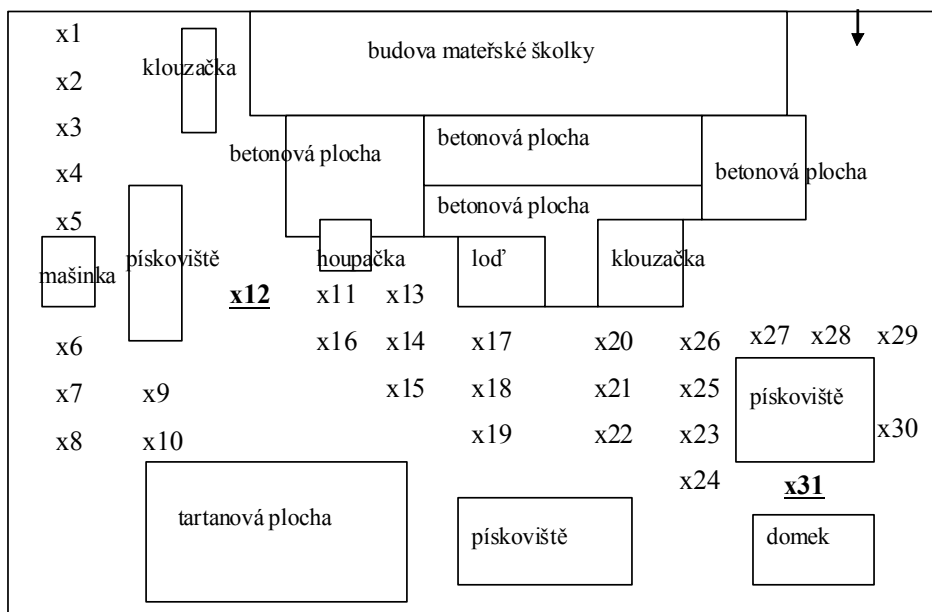 x1
budova mateřské školky
klouzačka
x2
x3
betonová plocha
betonová plocha
x4
betonová plocha
x5
betonová plocha
mašinka
pískoviště
houpačka
loď
klouzačka
x12
x11
x13
x6
x16
x14
x17
x20
x26
x27
x28
x29
x7
x9
x15
x18
x21
x25
pískoviště
x8
x10
x19
x22
x23
x30
x24
x31
tartanová plocha
pískoviště
domek